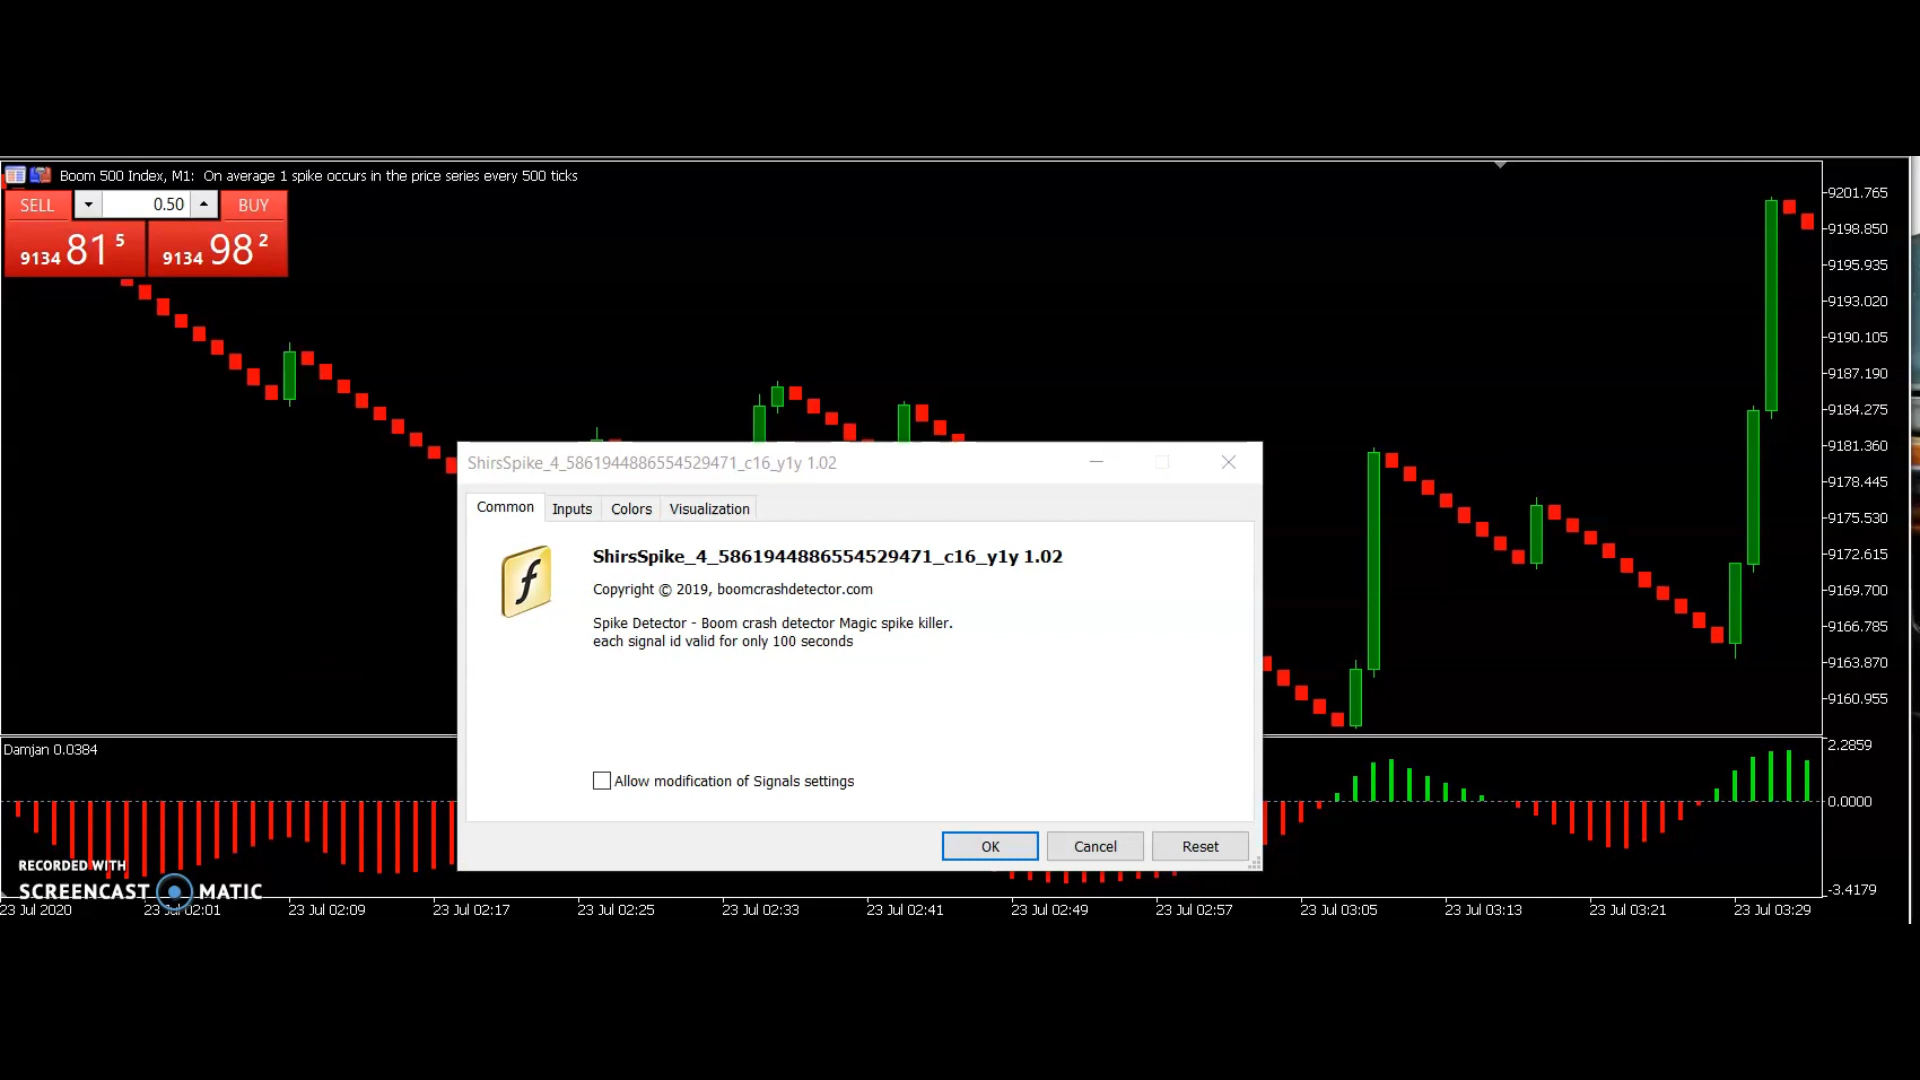 Boom 500 Index, M1: On average 1 spike occurs in the price series every 500 ticks
SELL 0.50 BUY
9134 81 5 9134 98 2
9201.765
9198.850
9195.935
9193.020
9190.105
9187.190
9184.275
9181.360
9178.445
9175.530
9172.615
9169.700
9166.785
9163.870
9160.955
ShirsSpike_4_5861944886554529471_c16_y1y 1.02
Common Inputs Colors Visualization
ShirsSpike_4_5861944886554529471_c16_y1y 1.02
Copyright © 2019, boomcrashdetector.com
Spike Detector - Boom crash detector Magic spike killer.
each signal id valid for only 100 seconds
Allow modification of Signals settings
OK Cancel Reset
Damjan 0.0384
2.2859
0.0000
-3.4179
RECORDED WITH
SCREENCAST MATIC
23 Jul 2020 23 Jul 02:01 23 Jul 02:09 23 Jul 02:17 23 Jul 02:25 23 Jul 02:33 23 Jul 02:41 23 Jul 02:49 23 Jul 02:57 23 Jul 03:05 23 Jul 03:13 23 Jul 03:21 23 Jul 03:29